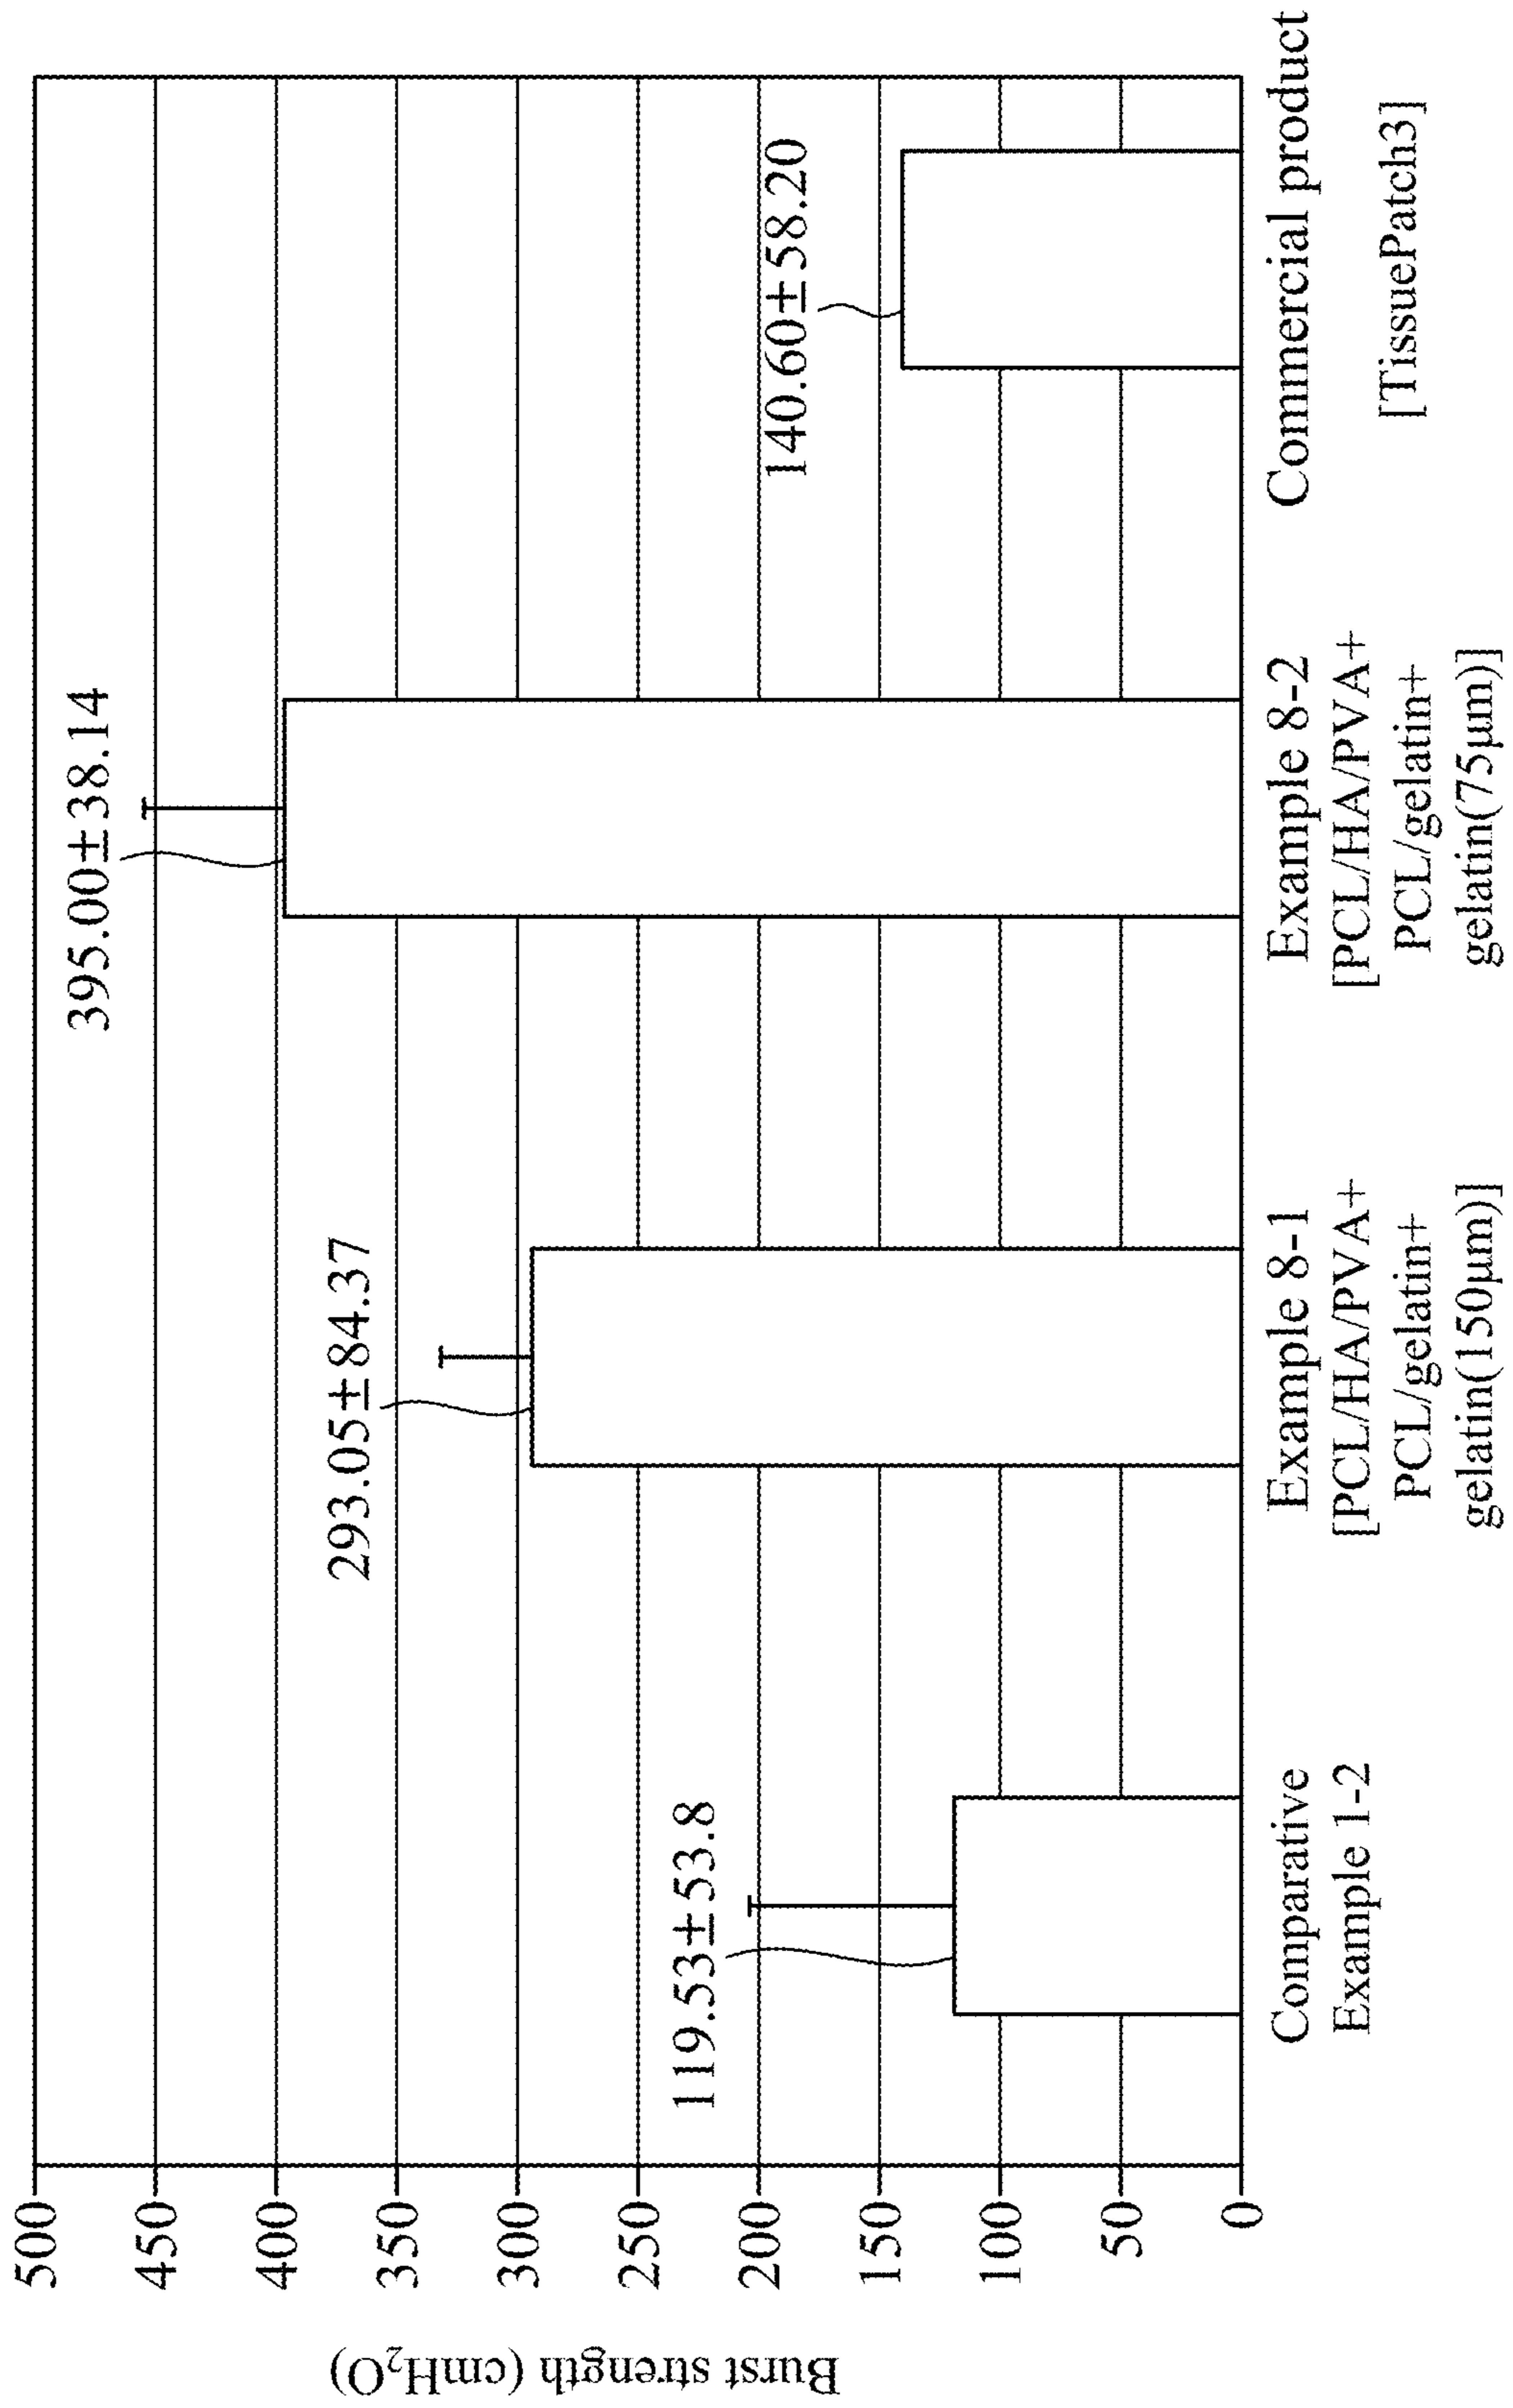 Burst strength (cmH₂O)
500
450
400
350
300
250
200
150
100
50
0
119.53±53.8
293.05±84.37
395.00±38.14
140.60±58.20
Comparative
Example 1-2
Example 8-1
[PCL/HA/PVA+
PCL/gelatin+
gelatin(150μm)]
Example 8-2
[PCL/HA/PVA+
PCL/gelatin+
gelatin(75μm)]
Commercial product
[TissuePatch3]